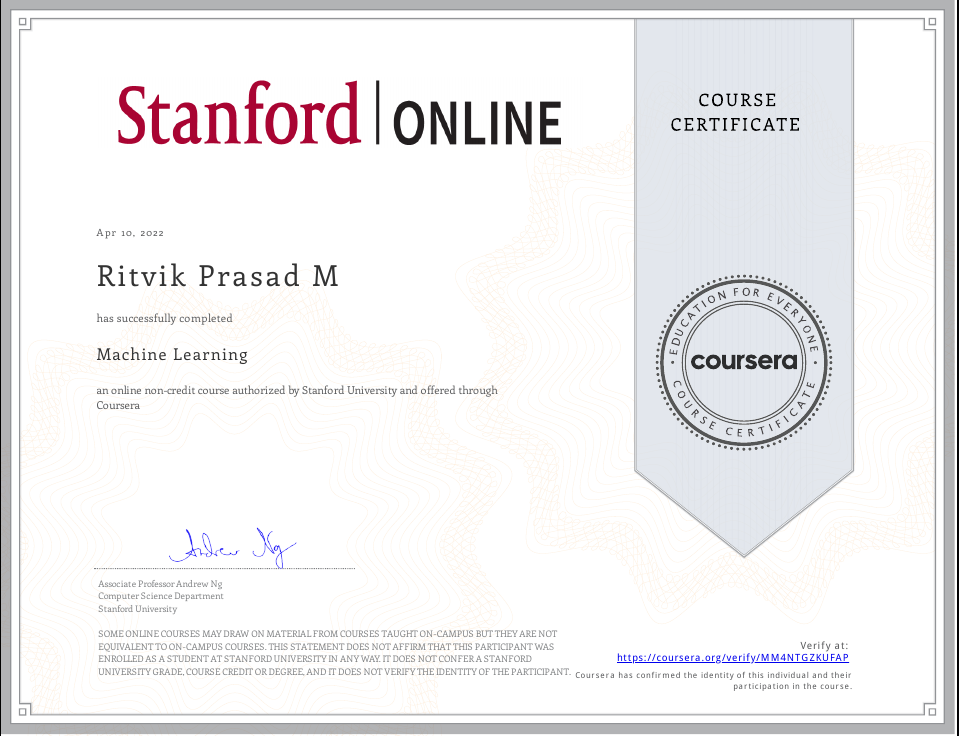 Stanford | ONLINE
COURSE
CERTIFICATE
Apr 10, 2022
Ritvik Prasad M
has successfully completed
Machine Learning
an online non-credit course authorized by Stanford University and offered through
Coursera
EDUCATION FOR EVERYONE
coursera
COURSE CERTIFICATE
Andrew Ng
Associate Professor Andrew Ng
Computer Science Department
Stanford University
SOME ONLINE COURSES MAY DRAW ON MATERIAL FROM COURSES TAUGHT ON-CAMPUS BUT THEY ARE NOT
EQUIVALENT TO ON-CAMPUS COURSES. THIS STATEMENT DOES NOT AFFIRM THAT THIS PARTICIPANT WAS
ENROLLED AS A STUDENT AT STANFORD UNIVERSITY IN ANY WAY. IT DOES NOT CONFER A STANFORD
UNIVERSITY GRADE, COURSE CREDIT OR DEGREE, AND IT DOES NOT VERIFY THE IDENTITY OF THE PARTICIPANT.
Verify at:
https://coursera.org/verify/MM4NTGZKUFAP
Coursera has confirmed the identity of this individual and their
participation in the course.